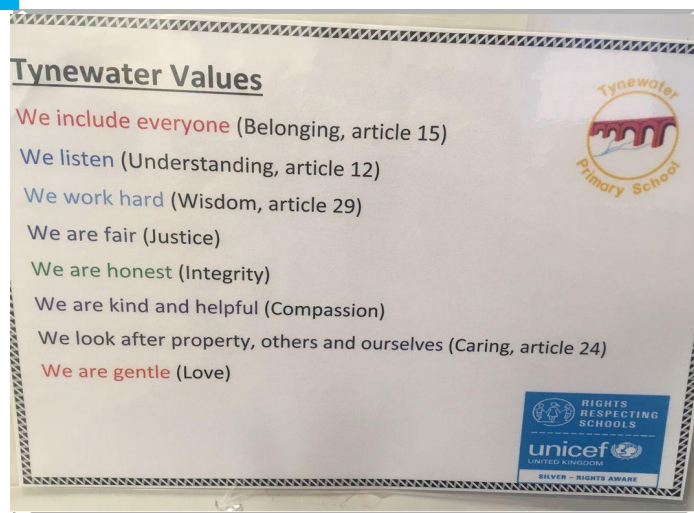 Tynewater Values
Tynewater
Primary School
We include everyone (Belonging, article 15)
We listen (Understanding, article 12)
We work hard (Wisdom, article 29)
We are fair (Justice)
We are honest (Integrity)
We are kind and helpful (Compassion)
We look after property, others and ourselves (Caring, article 24)
We are gentle (Love)
RIGHTS
RESPECTING
SCHOOLS
unicef
UNITED KINGDOM
SILVER – RIGHTS AWARE